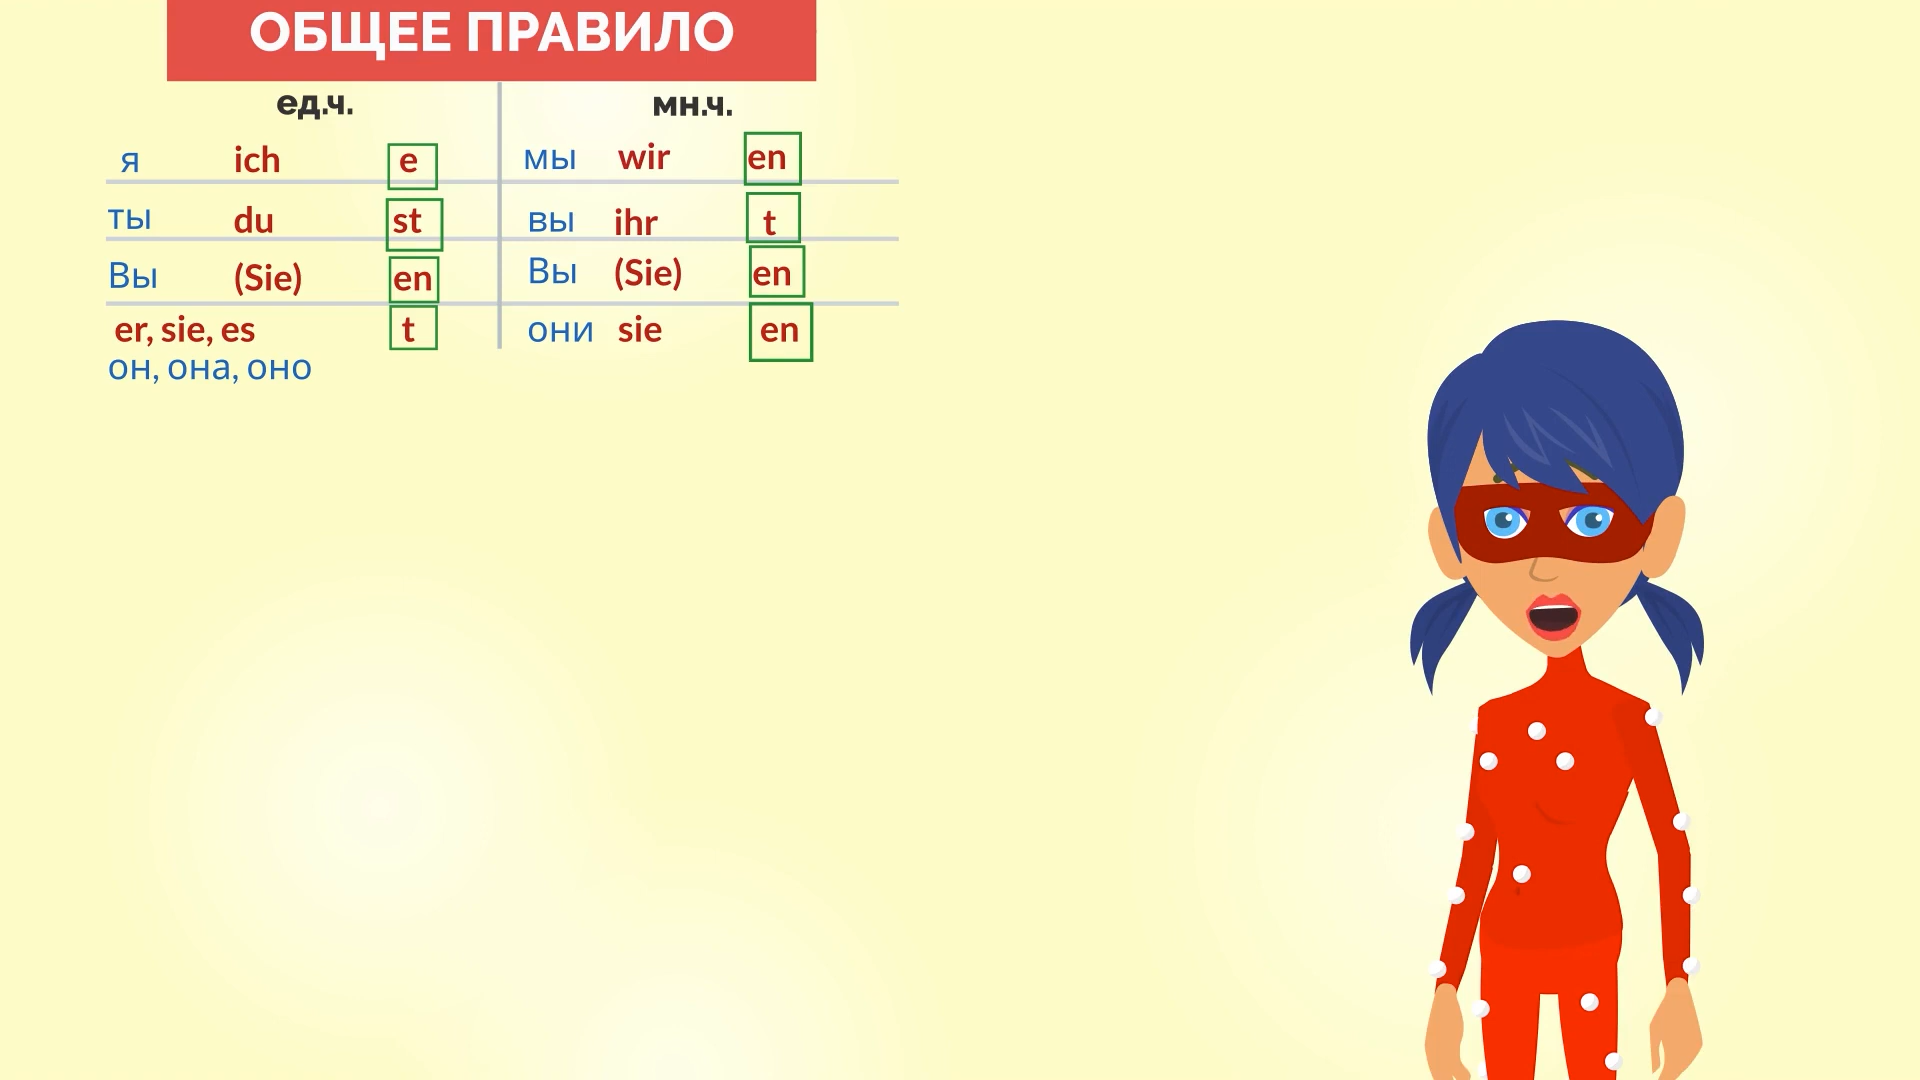 ОБЩЕЕ ПРАВИЛО
ед.ч. мн.ч.
я ich e мы wir en
ты du st вы ihr t
Вы (Sie) en Вы (Sie) en
er, sie, es t они sie en
он, она, оно